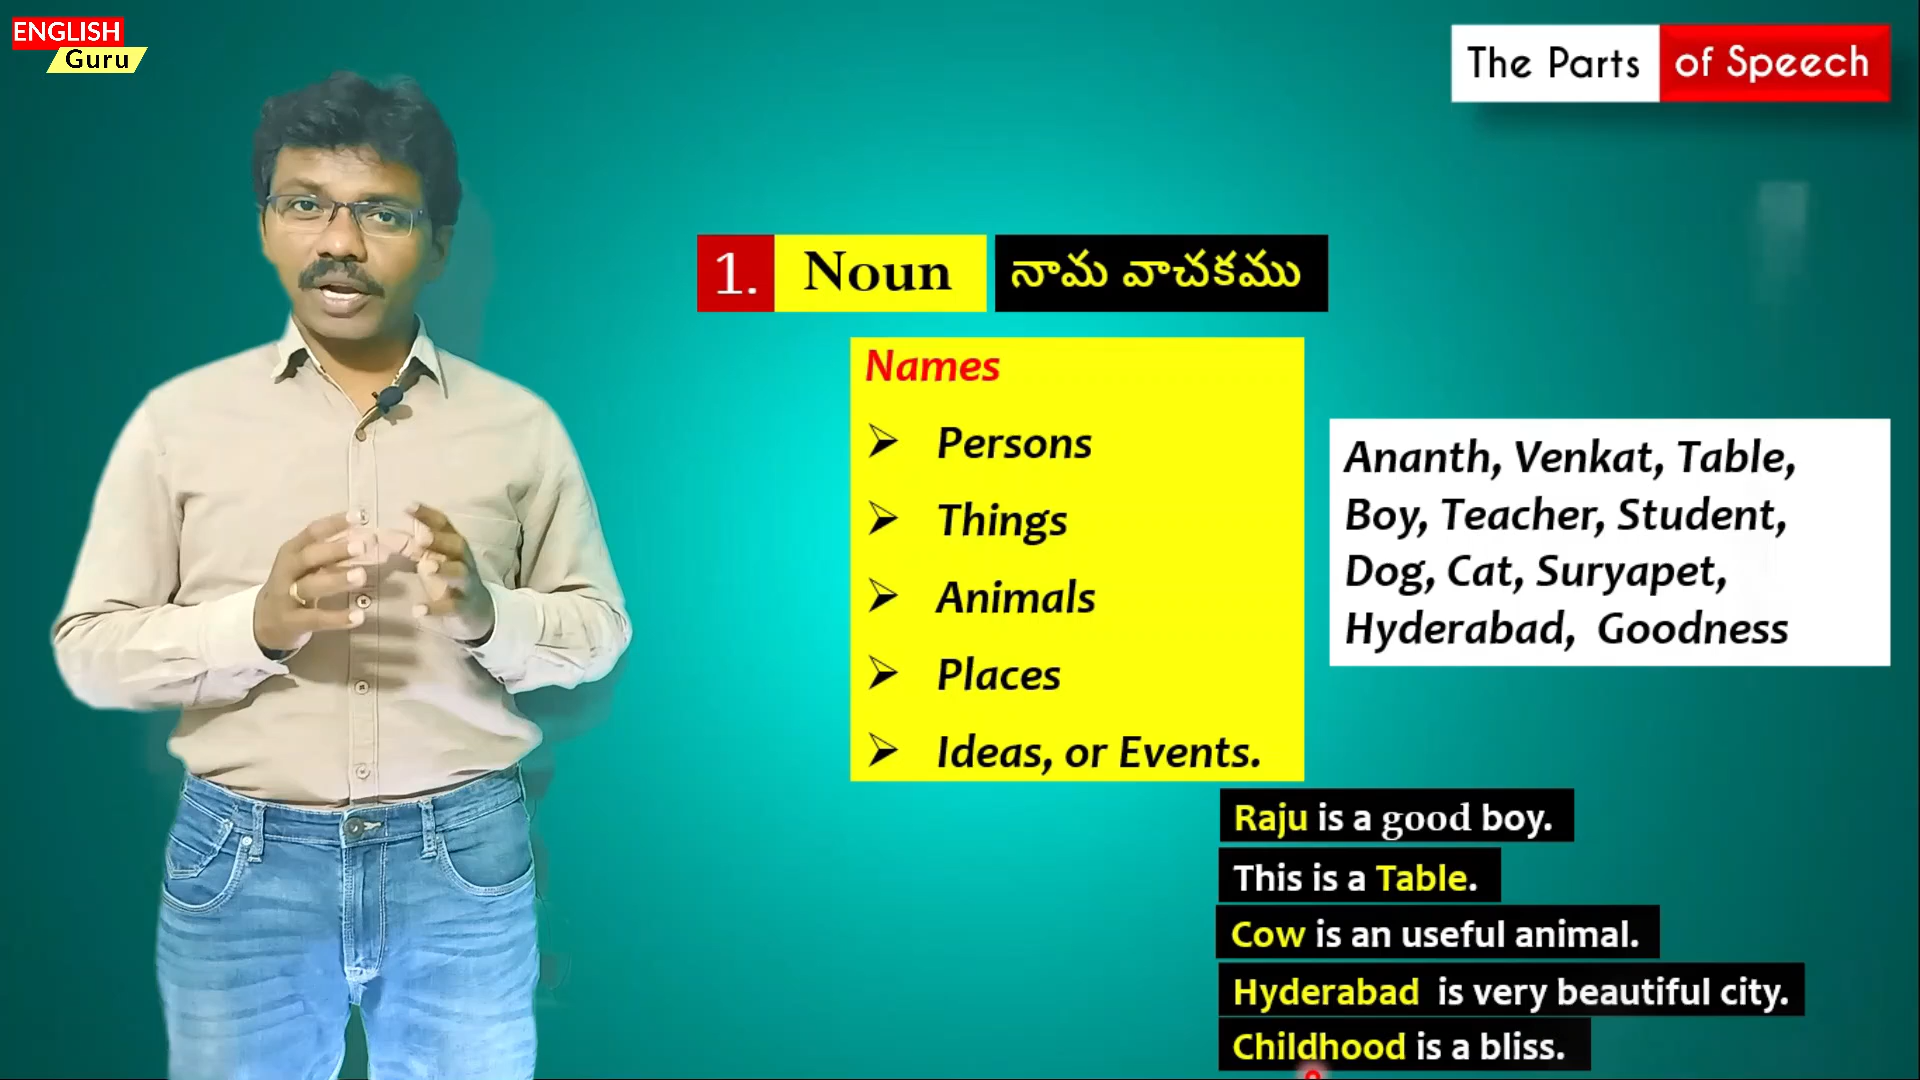 ENGLISH
Guru
The Parts of Speech
1. Noun నామ వాచకము
Names
Persons
Things
Animals
Places
Ideas, or Events.
Ananth, Venkat, Table,
Boy, Teacher, Student,
Dog, Cat, Suryapet,
Hyderabad, Goodness
Raju is a good boy.
This is a Table.
Cow is an useful animal.
Hyderabad is very beautiful city.
Childhood is a bliss.